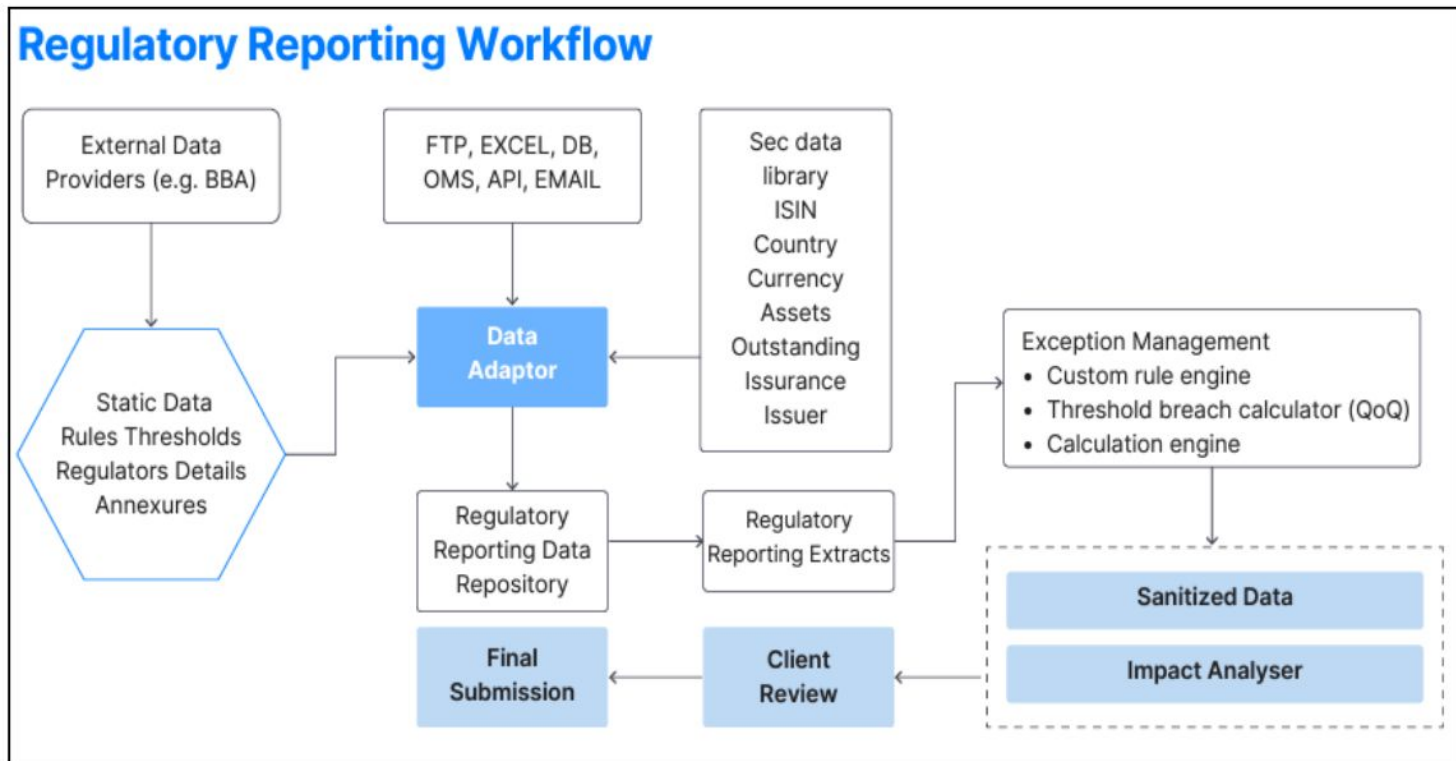 Regulatory Reporting Workflow
External Data
Providers (e.g. BBA)
FTP, EXCEL, DB,
OMS, API, EMAIL
Sec data
library
ISIN
Country
Currency
Assets
Outstanding
Issurance
Issuer
Data
Adaptor
Static Data
Rules Thresholds
Regulators Details
Annexures
Exception Management
• Custom rule engine
• Threshold breach calculator (QoQ)
• Calculation engine
Regulatory
Reporting Data
Repository
Regulatory
Reporting Extracts
Sanitized Data
Impact Analyser
Client
Review
Final
Submission